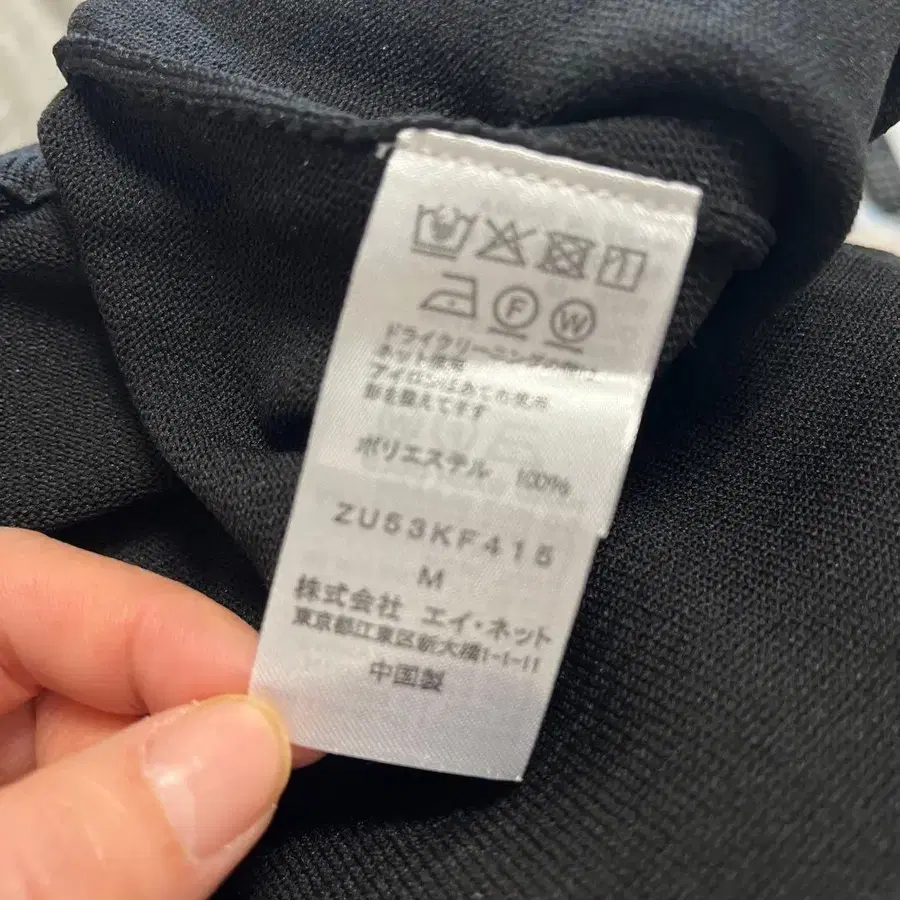 F W
ドライクリーニングの際は、
ネット使用
アイロンはあて布使用
形を整えて干す
ポリエステル 100%
ZU53KF415
M
株式会社 エイ・ネット
東京都江東区新大橋1-1-11
中国製